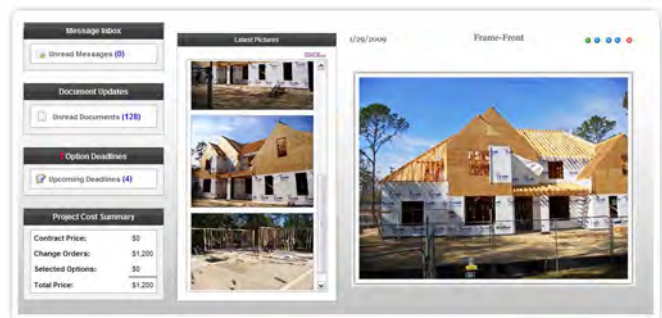 Message Inbox
Unread Messages (0)
Document Updates
Unread Documents (128)
Option Deadlines
Upcoming Deadlines (4)
Project Cost Summary
Contract Price: $0
Change Orders: $1,200
Selected Options: $0
Total Price: $1,200
Latest Pictures
1/29/2009
Frame-Front